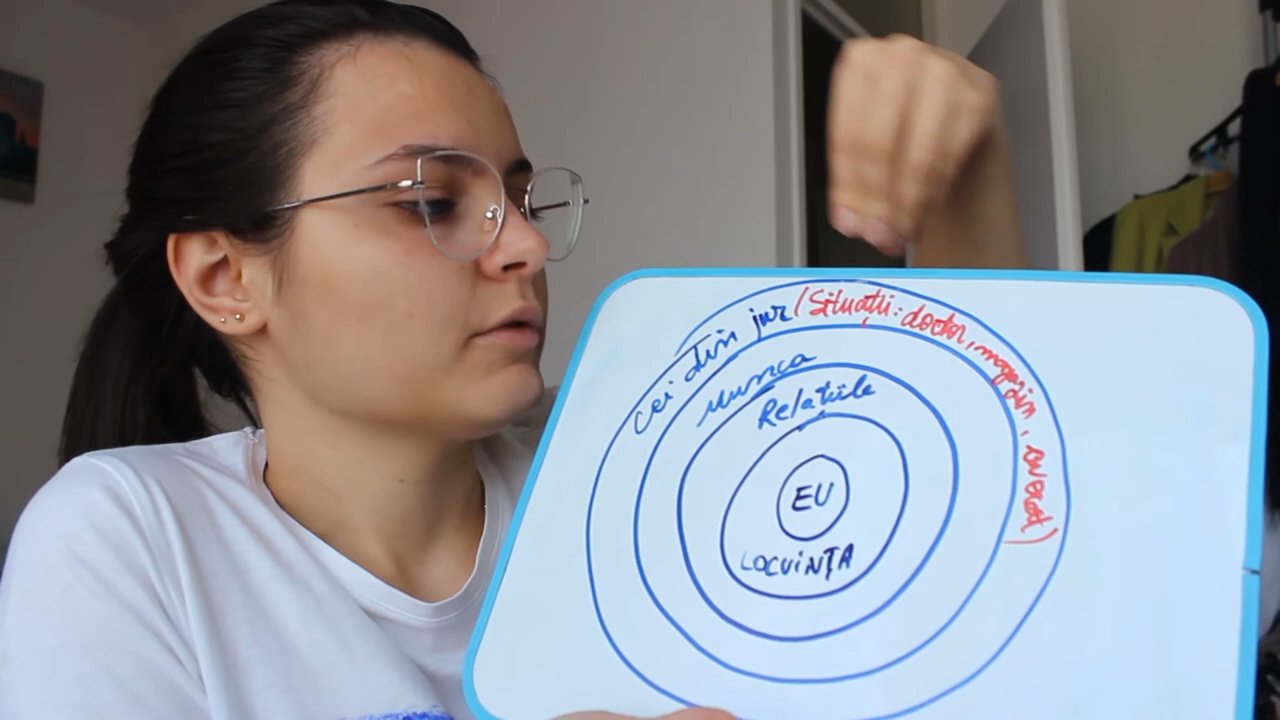 cei din jur / (Situații: doctor, magazin, avocat)
Munca
Relațiile
EU
LOCUINȚA